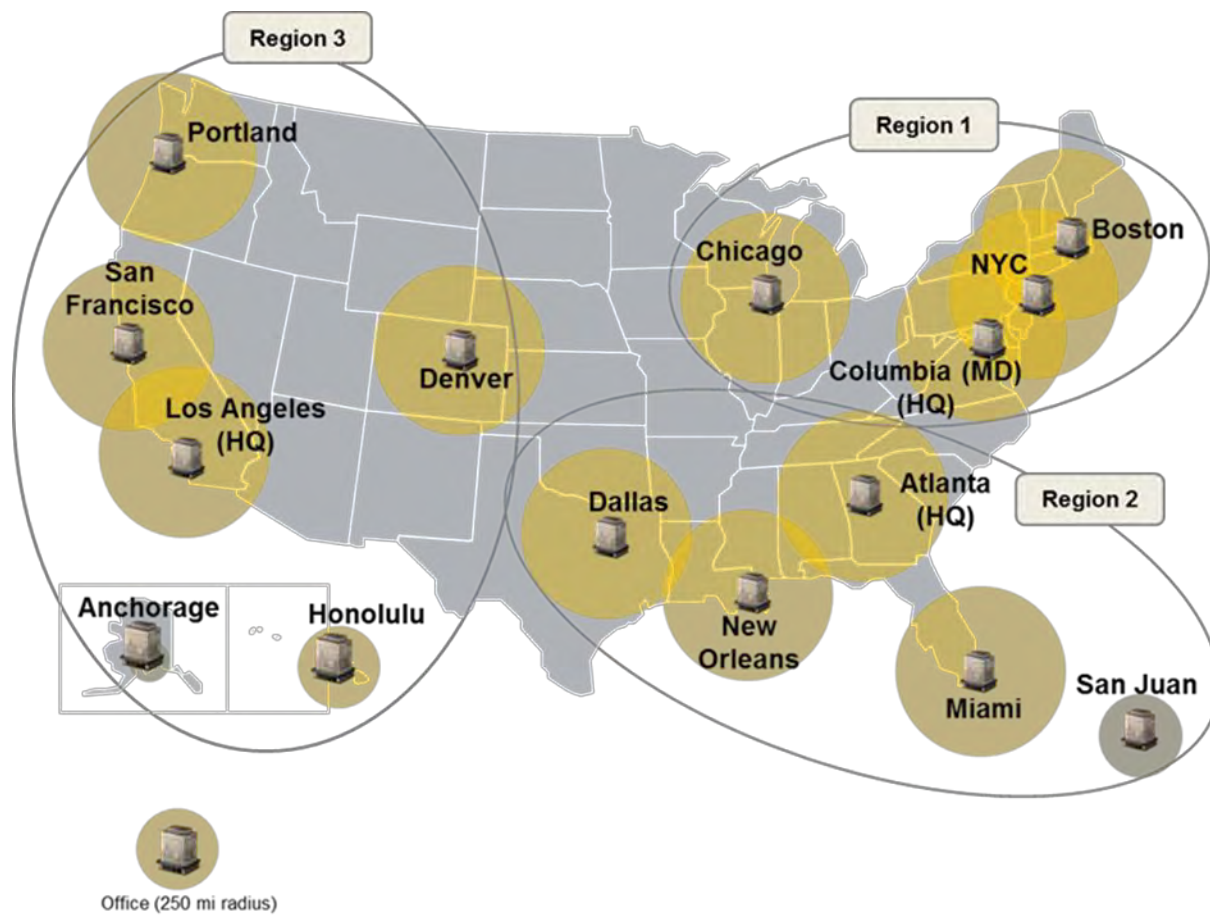 Region 3
Region 1
Portland
Boston
Chicago
NYC
San
Francisco
Columbia (MD)
(HQ)
Denver
Los Angeles
(HQ)
Atlanta
(HQ)
Region 2
Dallas
Anchorage
Honolulu
New
Orleans
San Juan
Miami
Office (250 mi radius)